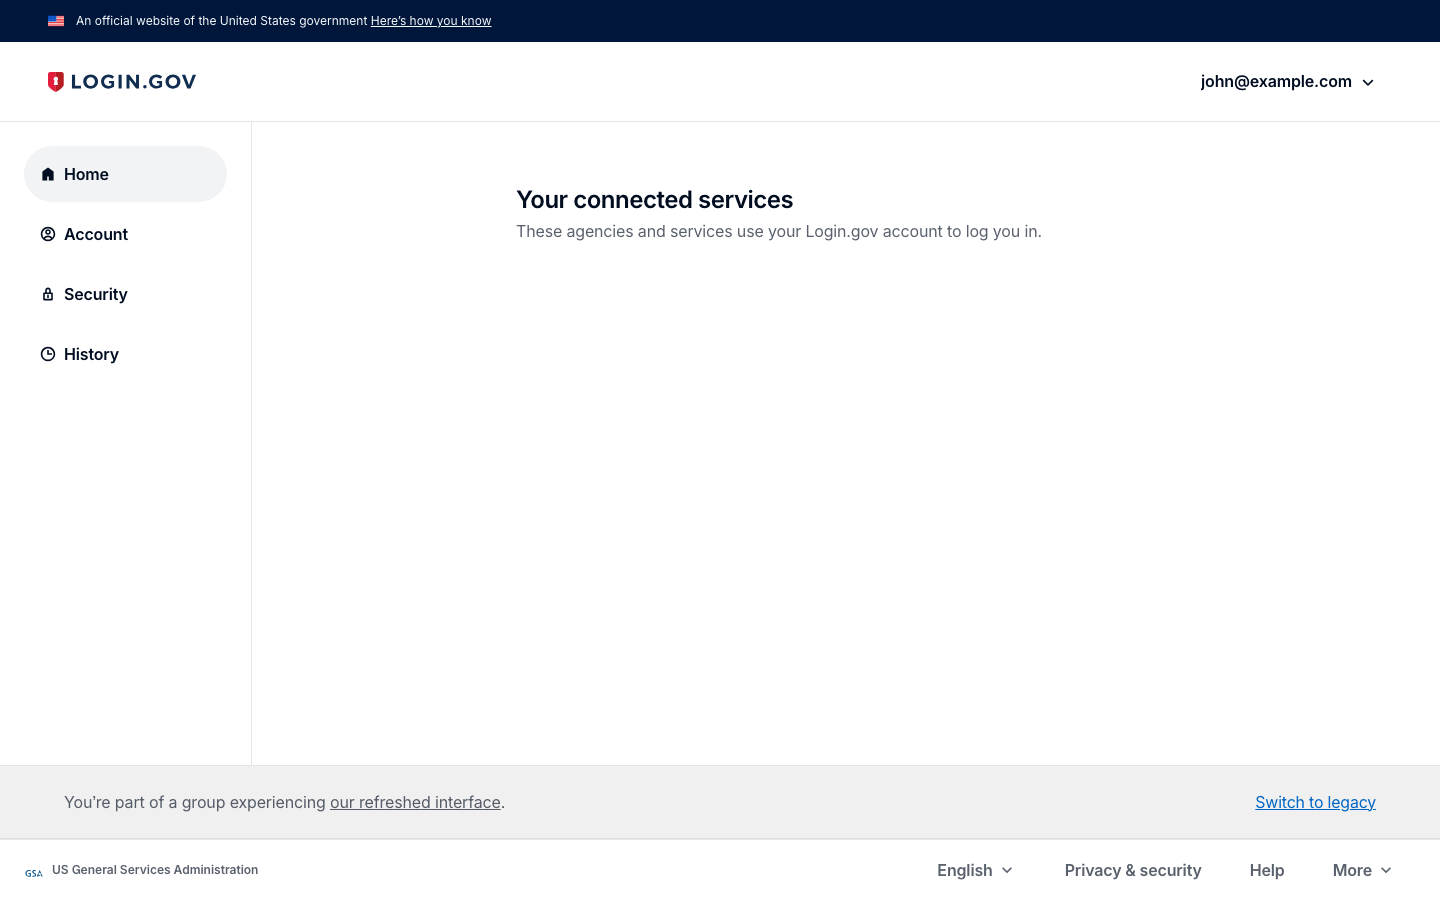 An official website of the United States government Here's how you know
LOGIN.GOV
john@example.com
Home
Account
Security
History
Your connected services
These agencies and services use your Login.gov account to log you in.
You're part of a group experiencing our refreshed interface.
Switch to legacy
GSA
US General Services Administration
English
Privacy & security
Help
More